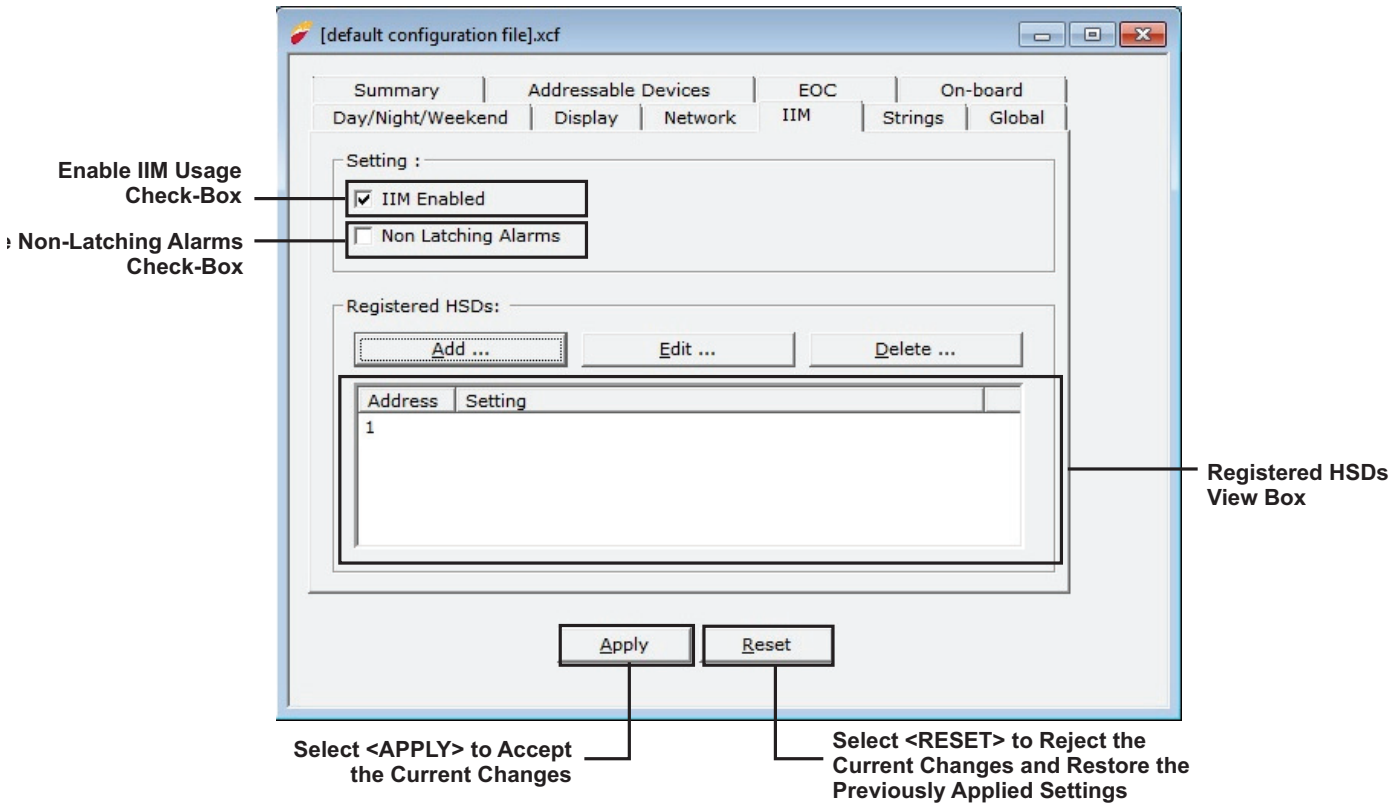 [default configuration file].xcf
Summary
Addressable Devices
EOC
On-board
Day/Night/Weekend
Display
Network
IIM
Strings
Global
Setting :
IIM Enabled
Non Latching Alarms
Enable IIM Usage
Check-Box
Non-Latching Alarms
Check-Box
Registered HSDs:
Add ...
Edit ...
Delete ...
Address
Setting
1
Registered HSDs
View Box
Apply
Reset
Select <APPLY> to Accept
the Current Changes
Select <RESET> to Reject the
Current Changes and Restore the
Previously Applied Settings